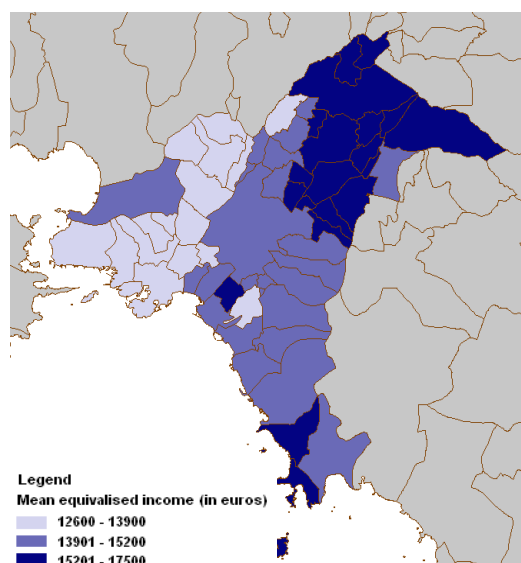 Legend
Mean equivalised income (in euros)
12600 - 13900
13901 - 15200
15201 - 17500